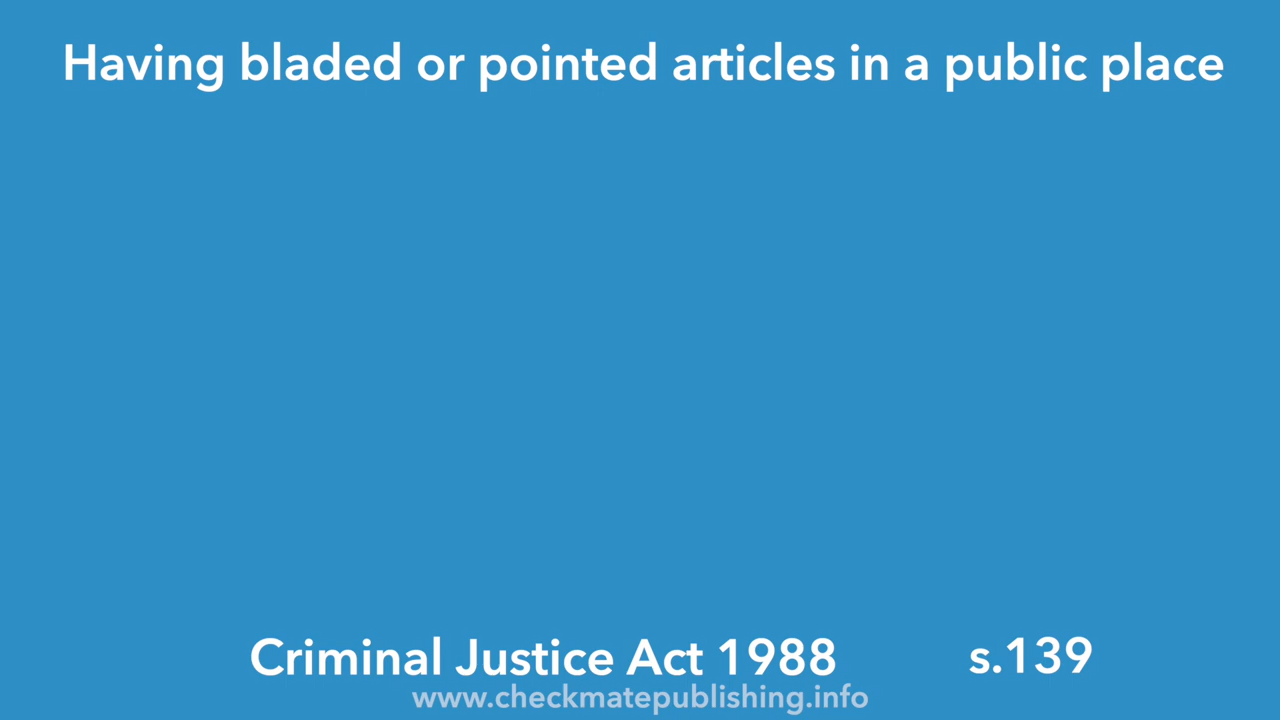 Having bladed or pointed articles in a public place
Criminal Justice Act 1988 s.139
www.checkmatepublishing.info